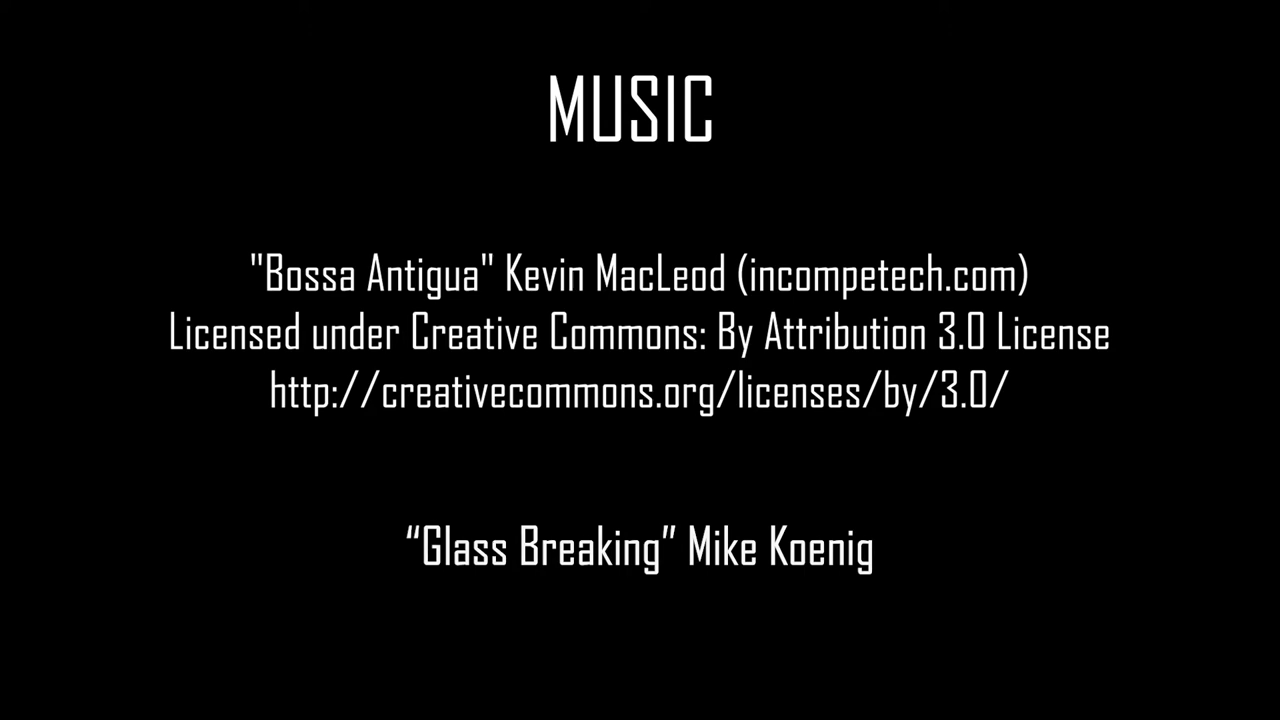 MUSIC
"Bossa Antigua" Kevin MacLeod (incompetech.com)
Licensed under Creative Commons: By Attribution 3.0 License
http://creativecommons.org/licenses/by/3.0/
“Glass Breaking” Mike Koenig